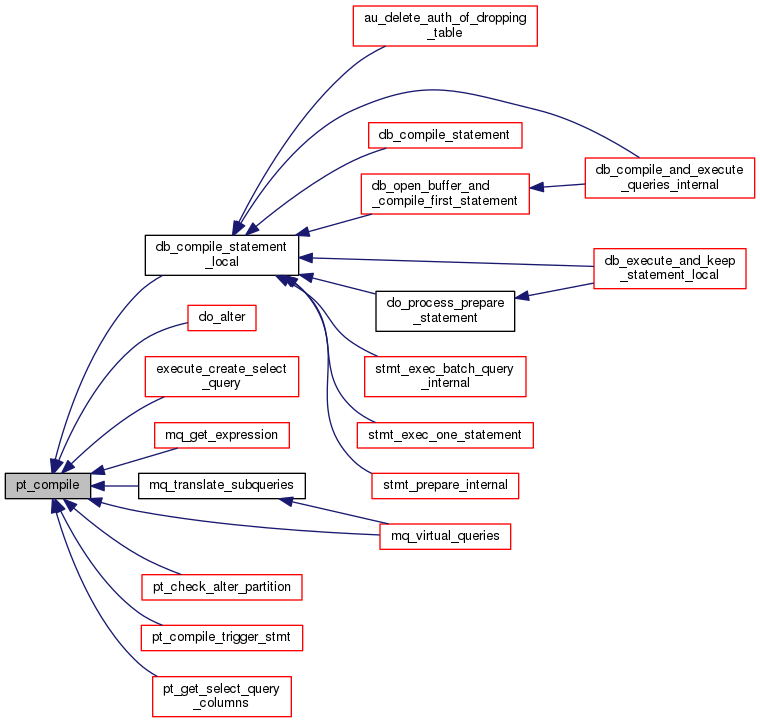 au_delete_auth_of_dropping
_table
db_compile_statement
db_compile_and_execute
_queries_internal
db_open_buffer_and
_compile_first_statement
db_compile_statement
_local
db_execute_and_keep
_statement_local
do_process_prepare
_statement
do_alter
stmt_exec_batch_query
_internal
execute_create_select
_query
mq_get_expression
stmt_exec_one_statement
pt_compile
mq_translate_subqueries
stmt_prepare_internal
mq_virtual_queries
pt_check_alter_partition
pt_compile_trigger_stmt
pt_get_select_query
_columns